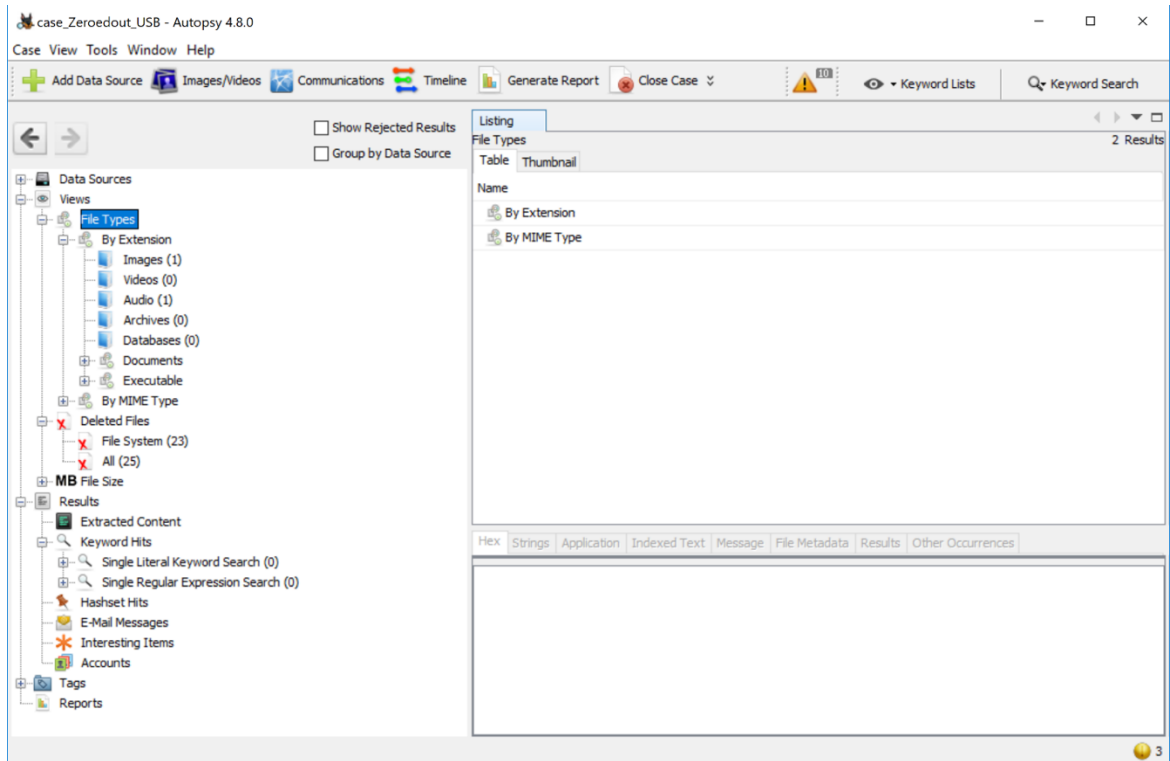 case_Zeroedout_USB - Autopsy 4.8.0
Case View Tools Window Help
Add Data Source Images/Videos Communications Timeline Generate Report Close Case 10 Keyword Lists Keyword Search
Show Rejected Results
Group by Data Source
Data Sources
Views
File Types
By Extension
Images (1)
Videos (0)
Audio (1)
Archives (0)
Databases (0)
Documents
Executable
By MIME Type
Deleted Files
File System (23)
All (25)
MB File Size
Results
Extracted Content
Keyword Hits
Single Literal Keyword Search (0)
Single Regular Expression Search (0)
Hashset Hits
E-Mail Messages
Interesting Items
Accounts
Tags
Reports
Listing
File Types 2 Results
Table Thumbnail
Name
By Extension
By MIME Type
Hex Strings Application Indexed Text Message File Metadata Results Other Occurrences
3